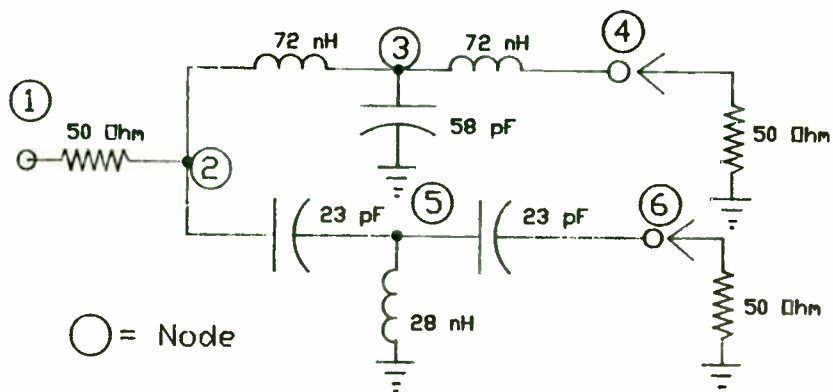 72 nH
3
72 nH
4
1
50 Ohm
58 pF
50 Ohm
2
23 pF
5
23 pF
6
28 nH
50 Ohm
= Node